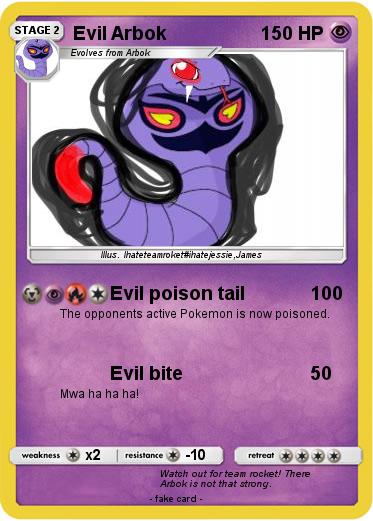 STAGE 2 Evil Arbok 150 HP
Evolves from Arbok
Illus. Ihateteamroket#ihatejessie,James
Evil poison tail 100
The opponents active Pokemon is now poisoned.
Evil bite 50
Mwa ha ha ha!
weakness x2 resistance -10 retreat
Watch out for team rocket! There
Arbok is not that strong.
- fake card -